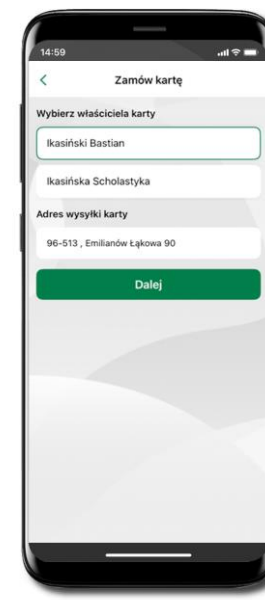 14:59
Zamów kartę
Wybierz właściciela karty
Ikasiński Bastian
Ikasińska Scholastyka
Adres wysyłki karty
96-513 , Emilianów Łąkowa 90
Dalej